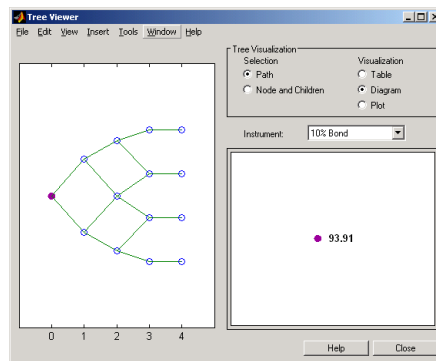 Tree Viewer
File Edit View Insert Tools Window Help
Tree Visualization
Selection Visualization
Path Table
Node and Children Diagram
Plot
Instrument: 10% Bond
93.91
0 1 2 3 4
Help Close